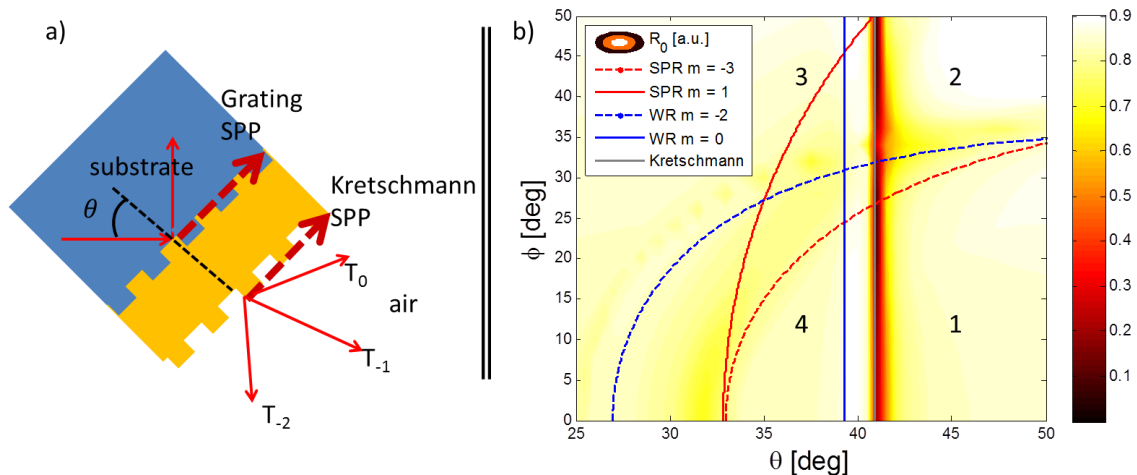 a)
Grating
SPP
substrate
θ
Kretschmann
SPP
T0
air
T-1
T-2
b)
R0 [a.u.]
SPR m = -3
SPR m = 1
WR m = -2
WR m = 0
Kretschmann
3
2
4
1
ϕ [deg]
50
45
40
35
30
25
20
15
10
5
0
25
30
35
40
45
50
θ [deg]
0.9
0.8
0.7
0.6
0.5
0.4
0.3
0.2
0.1